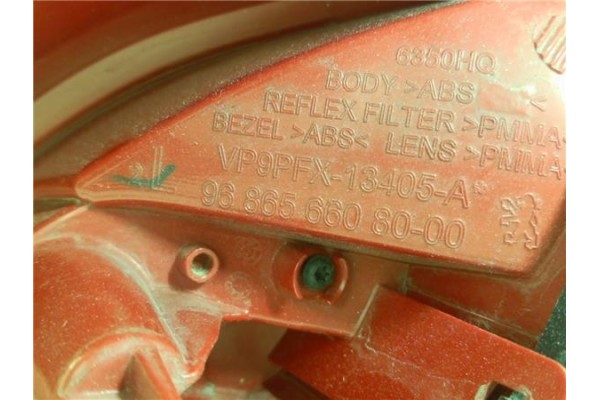 6350HQ
BODY >ABS
REFLEX FILTER >PMMA<
BEZEL >ABS< LENS >PMMA<
VP9PFX-13405-A*
96 865 660 80-00